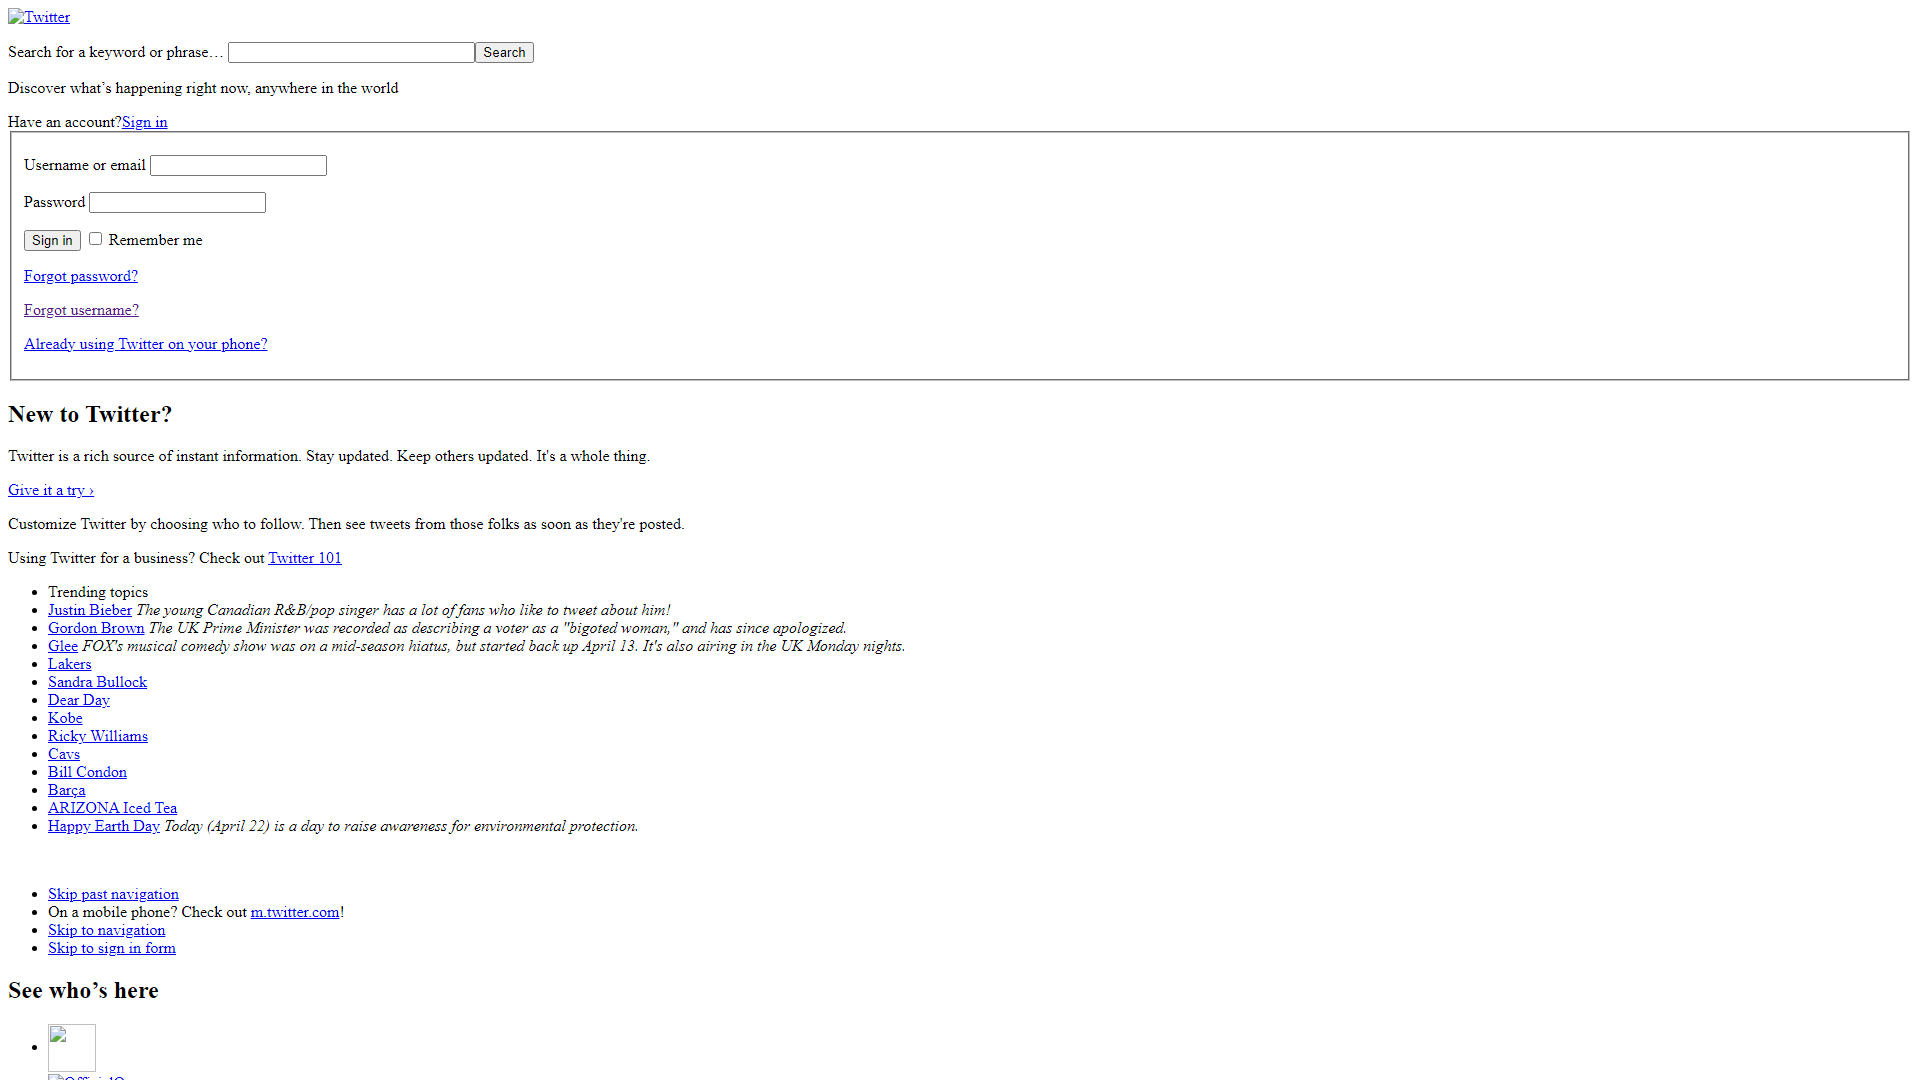 Twitter
Search for a keyword or phrase… Search
Discover what’s happening right now, anywhere in the world
Have an account?Sign in
Username or email
Password
Sign in Remember me
Forgot password?
Forgot username?
Already using Twitter on your phone?
New to Twitter?
Twitter is a rich source of instant information. Stay updated. Keep others updated. It's a whole thing.
Give it a try ›
Customize Twitter by choosing who to follow. Then see tweets from those folks as soon as they're posted.
Using Twitter for a business? Check out Twitter 101
Trending topics
Justin Bieber The young Canadian R&B/pop singer has a lot of fans who like to tweet about him!
Gordon Brown The UK Prime Minister was recorded as describing a voter as a "bigoted woman," and has since apologized.
Glee FOX's musical comedy show was on a mid-season hiatus, but started back up April 13. It's also airing in the UK Monday nights.
Lakers
Sandra Bullock
Dear Day
Kobe
Ricky Williams
Cavs
Bill Condon
Barça
ARIZONA Iced Tea
Happy Earth Day Today (April 22) is a day to raise awareness for environmental protection.
Skip past navigation
On a mobile phone? Check out m.twitter.com!
Skip to navigation
Skip to sign in form
See who’s here